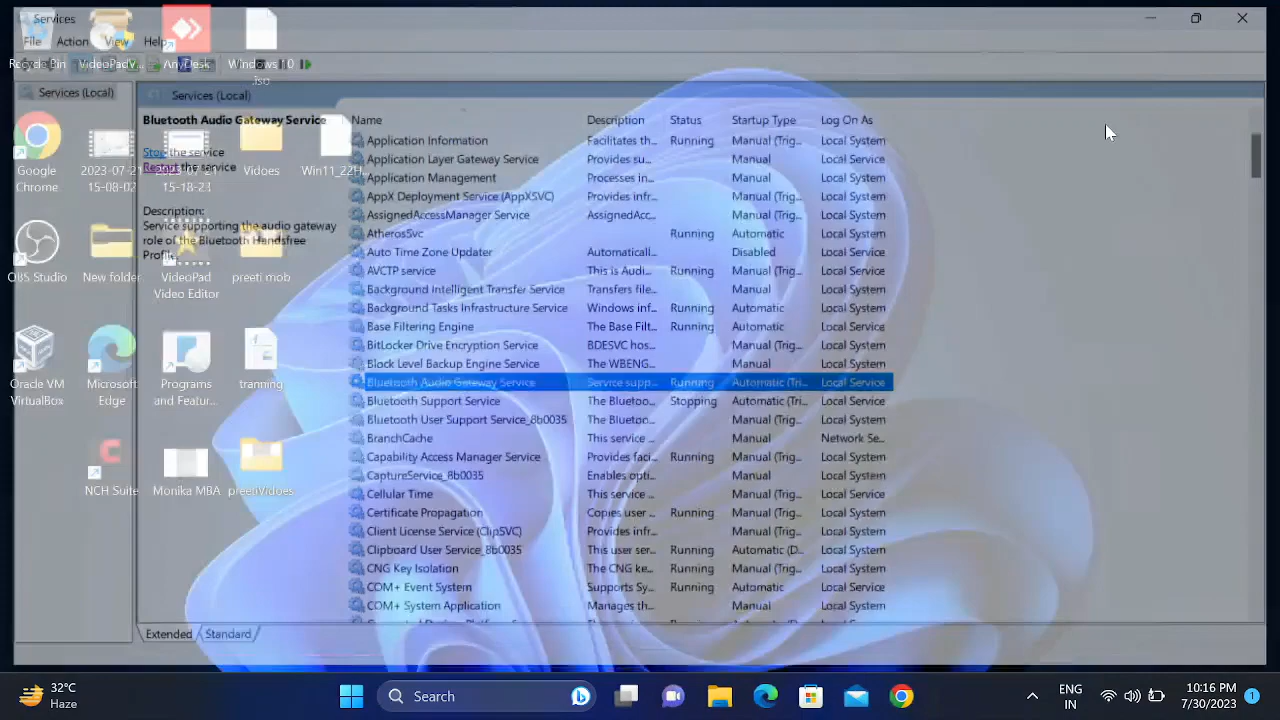 Services
File Action View Help
Recycle Bin
VideoPadV...
AnyDesk
Windows 10
.iso
Google
Chrome
2023-07-21
15-08-02
2023-07-21
15-18-23
Vidoes
Win11_22H...
OBS Studio
New folder
VideoPad
Video Editor
preeti mob
Oracle VM
VirtualBox
Microsoft
Edge
Programs
and Featur...
tranning
NCH Suite
Monika MBA
preetiVidoes
Services (Local)
Services (Local)
Bluetooth Audio Gateway Service
Stop the service
Restart the service
Description:
Service supporting the audio gateway
role of the Bluetooth Handsfree
Profile.
Name Description Status Startup Type Log On As
Application Information Facilitates th... Manual (Trig... Local System
Application Layer Gateway Service Provides su... Manual Local Service
Application Management Processes in... Manual Local System
AppX Deployment Service (AppXSVC) Provides infr... Manual (Trig... Local System
AssignedAccessManager Service AssignedAcc... Manual (Trig... Local System
AtherosSvc Running Automatic Local System
Auto Time Zone Updater Automaticall... Disabled Local Service
AVCTP service This is Audi... Running Manual (Trig... Local Service
Background Intelligent Transfer Service Transfers file... Manual Local System
Background Tasks Infrastructure Service Windows inf... Running Automatic Local System
Base Filtering Engine The Base Filt... Running Automatic Local Service
BitLocker Drive Encryption Service BDESVC hos... Manual (Trig... Local System
Block Level Backup Engine Service The WBENG... Manual Local System
Bluetooth Audio Gateway Service Service supp... Running Automatic (Tri... Local Service
Bluetooth Support Service The Bluetoo... Stopping Automatic (Tri... Local Service
Bluetooth User Support Service_8b0035 The Bluetoo... Manual (Trig... Local System
BranchCache This service ... Manual Network Se...
Capability Access Manager Service Provides faci... Running Manual (Trig... Local System
CaptureService_8b0035 Enables opti... Manual Local System
Cellular Time This service ... Manual (Trig... Local Service
Certificate Propagation Copies user ... Running Manual (Trig... Local System
Client License Service (ClipSVC) Provides infr... Manual (Trig... Local System
Clipboard User Service_8b0035 This user ser... Running Automatic (D... Local System
CNG Key Isolation The CNG ke... Running Manual (Trig... Local System
COM+ Event System Supports Sy... Running Automatic Local Service
COM+ System Application Manages th... Manual Local System
Extended Standard
32°C
Haze
Search
ENG
IN
10:16 PM
7/30/2023
1